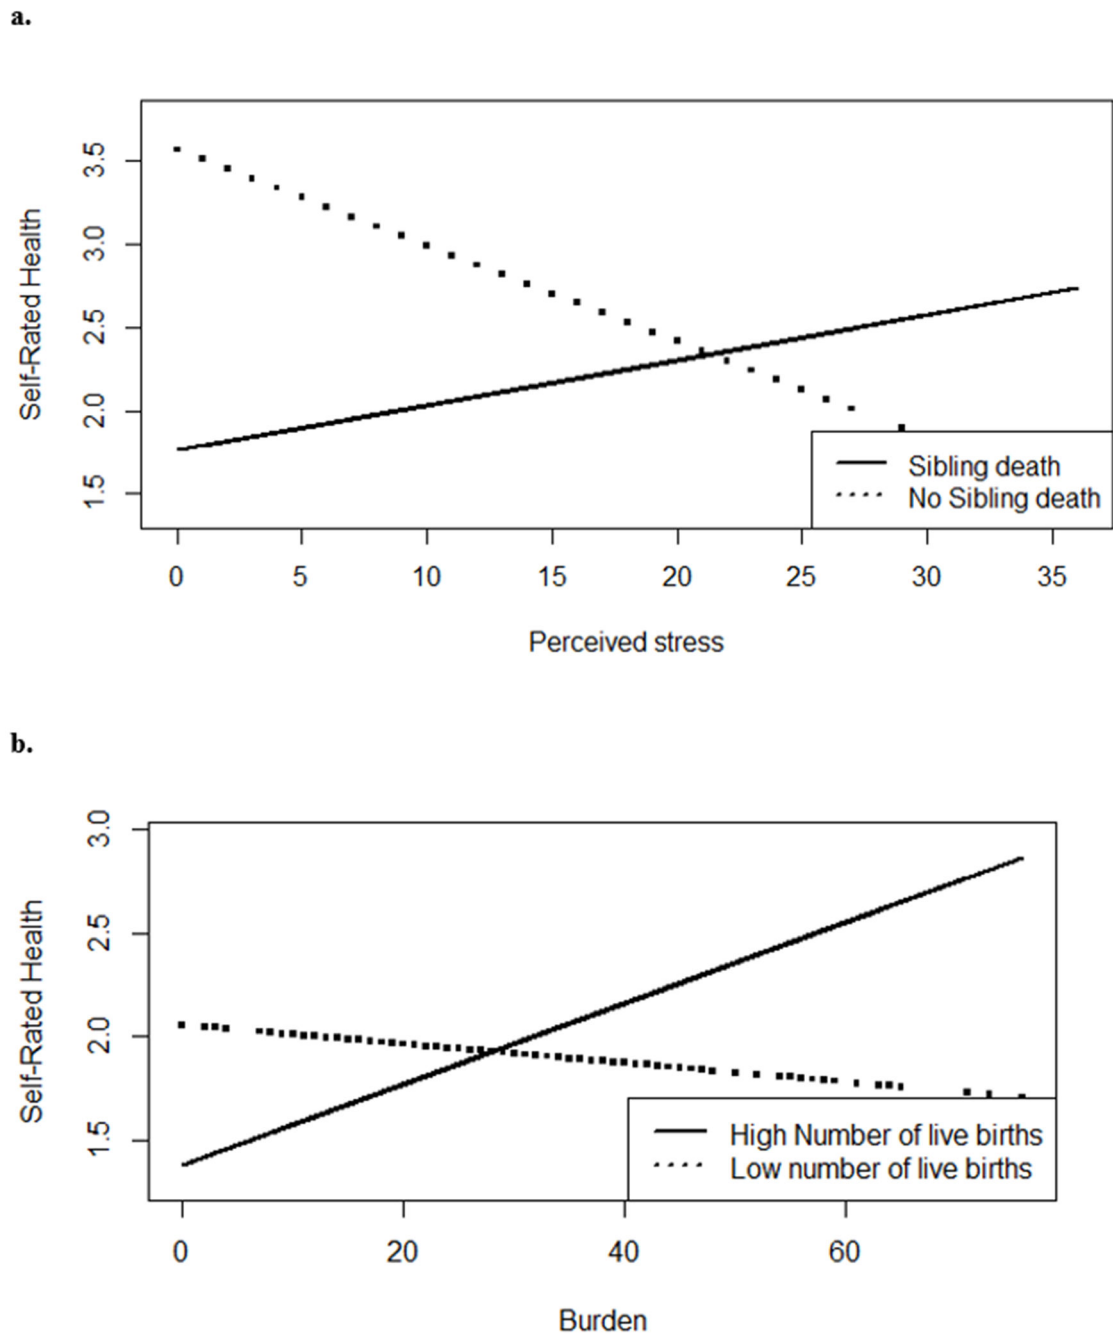 a.
Self-Rated Health
3.5
3.0
2.5
2.0
1.5
Sibling death
No Sibling death
0 5 10 15 20 25 30 35
Perceived stress
b.
Self-Rated Health
3.0
2.5
2.0
1.5
High Number of live births
Low number of live births
0 20 40 60
Burden